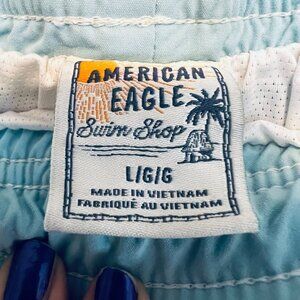 AMERICAN
EAGLE
Swim Shop
L/G/G
MADE IN VIETNAM
FABRIQUÉ AU VIETNAM